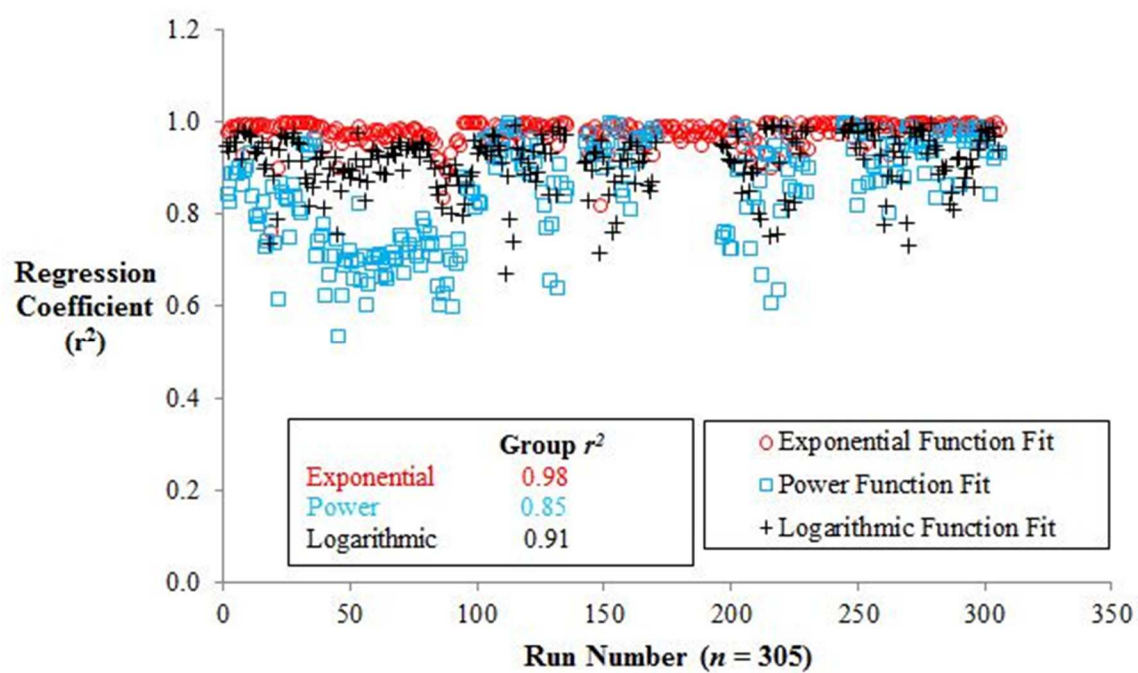 1.2
1.0
0.8
0.6
0.4
0.2
0.0
Regression
Coefficient
(r²)
Group r²
Exponential 0.98
Power 0.85
Logarithmic 0.91
Exponential Function Fit
Power Function Fit
Logarithmic Function Fit
0 50 100 150 200 250 300 350
Run Number (n = 305)